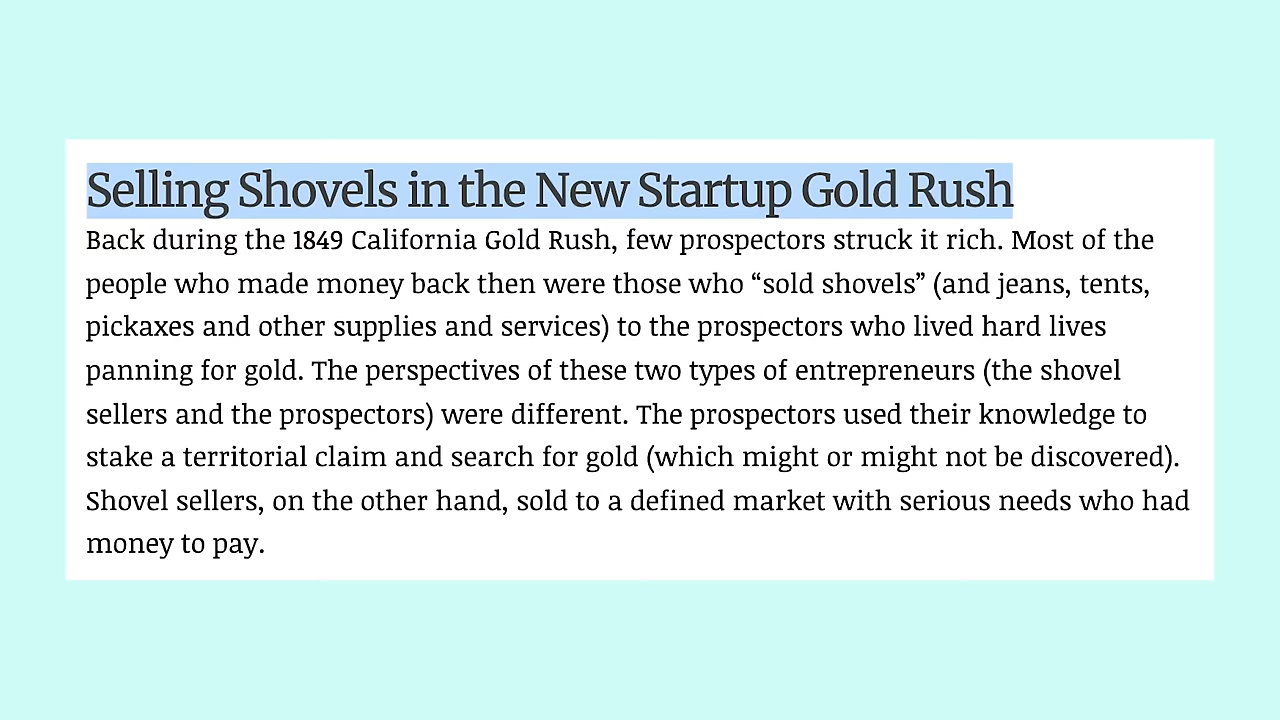 Selling Shovels in the New Startup Gold Rush
Back during the 1849 California Gold Rush, few prospectors struck it rich. Most of the
people who made money back then were those who “sold shovels” (and jeans, tents,
pickaxes and other supplies and services) to the prospectors who lived hard lives
panning for gold. The perspectives of these two types of entrepreneurs (the shovel
sellers and the prospectors) were different. The prospectors used their knowledge to
stake a territorial claim and search for gold (which might or might not be discovered).
Shovel sellers, on the other hand, sold to a defined market with serious needs who had
money to pay.